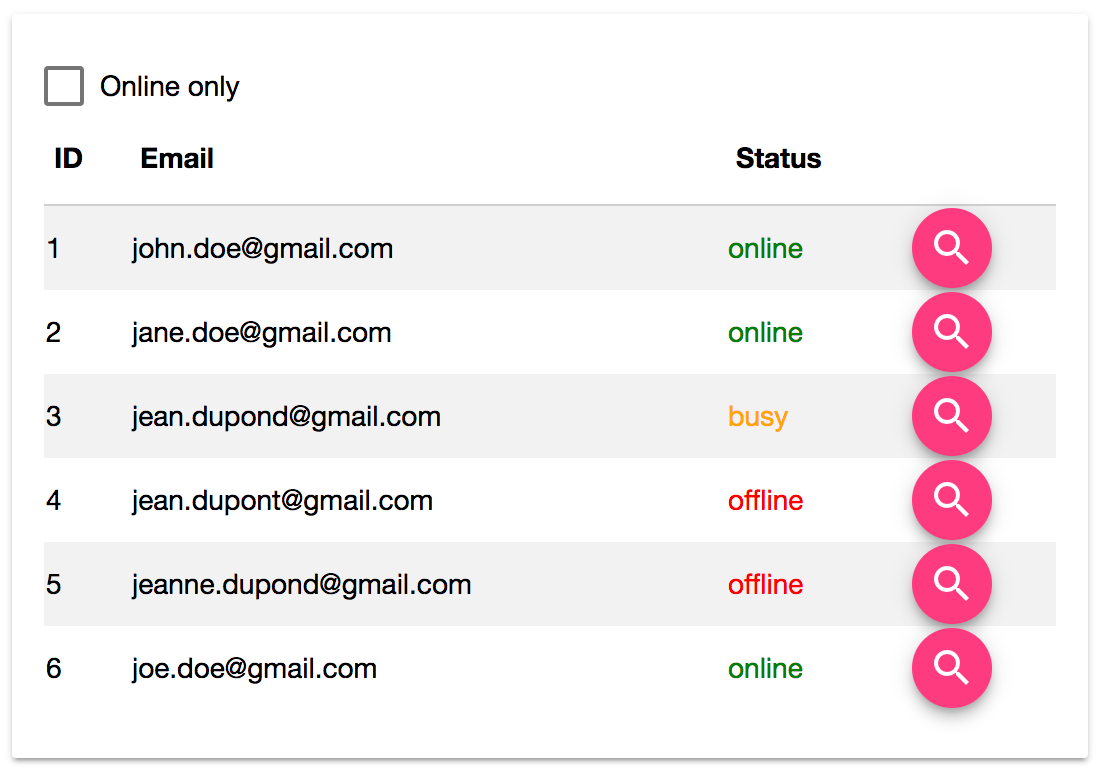 Online only
ID Email Status
1 john.doe@gmail.com online
2 jane.doe@gmail.com online
3 jean.dupond@gmail.com busy
4 jean.dupont@gmail.com offline
5 jeanne.dupond@gmail.com offline
6 joe.doe@gmail.com online